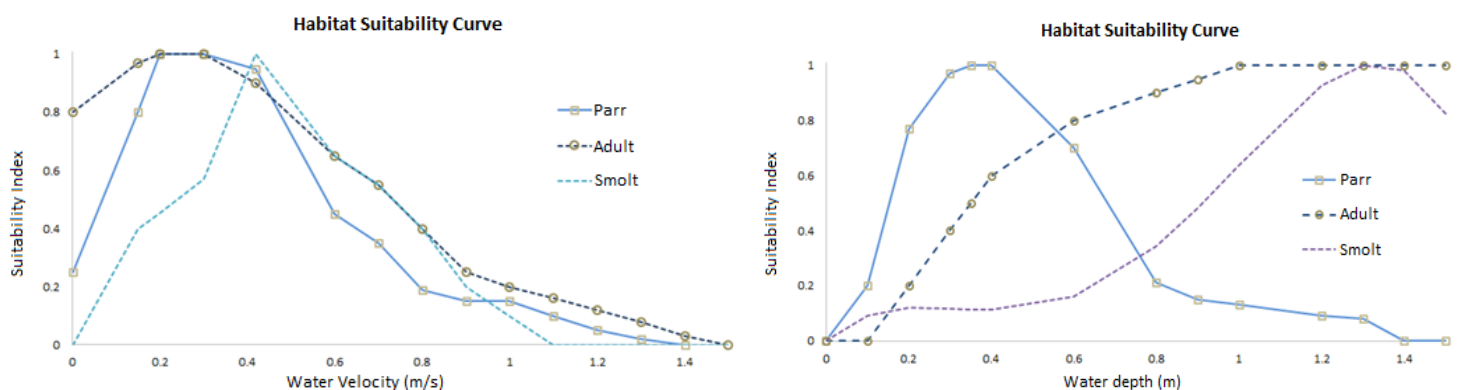 Habitat Suitability Curve
1
0.8
0.6
0.4
0.2
0
Suitability Index
Parr
Adult
Smolt
0 0.2 0.4 0.6 0.8 1 1.2 1.4
Water Velocity (m/s)
Habitat Suitability Curve
1
0.8
0.6
0.4
0.2
0
Suitability Index
Parr
Adult
Smolt
0 0.2 0.4 0.6 0.8 1 1.2 1.4
Water depth (m)